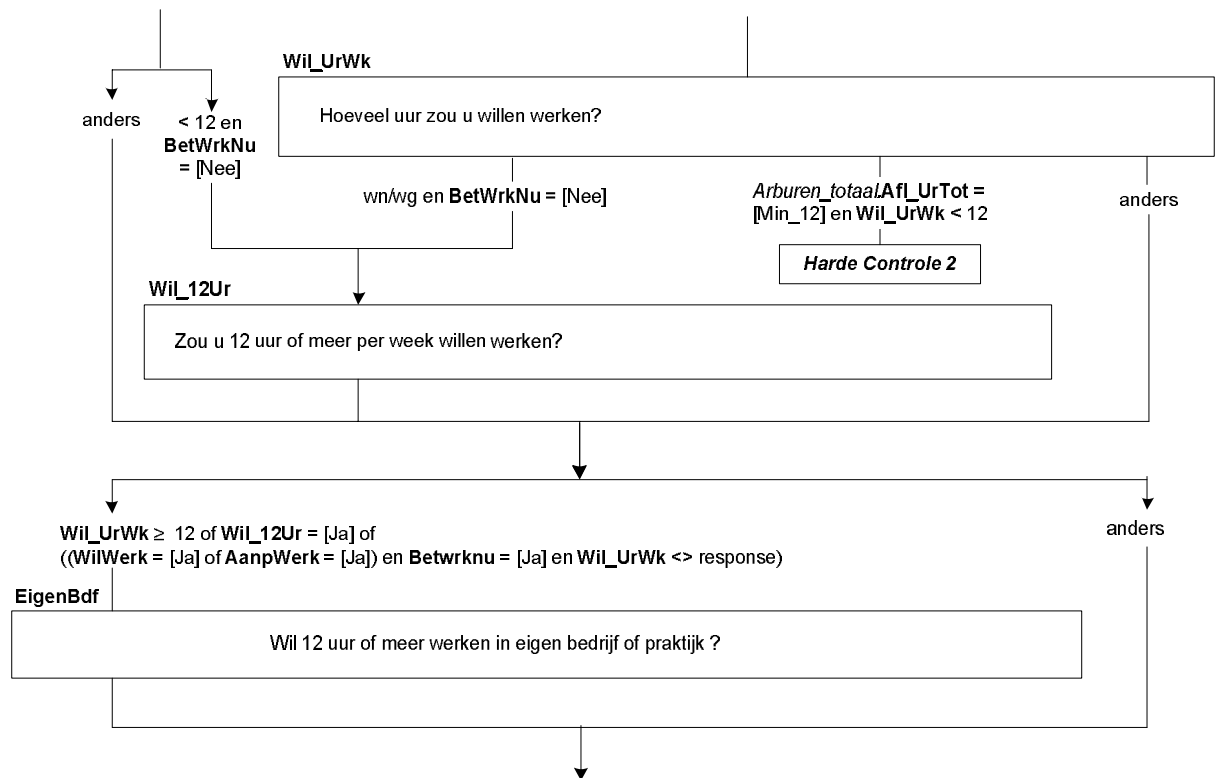 Wil_UrWk
Hoeveel uur zou u willen werken?
anders
< 12 en
BetWrkNu
= [Nee]
wn/wg en BetWrkNu = [Nee]
Arburen_totaal.Afl_UrTot =
[Min_12] en Wil_UrWk < 12
anders
Harde Controle 2
Wil_12Ur
Zou u 12 uur of meer per week willen werken?
Wil_UrWk ≥ 12 of Wil_12Ur = [Ja] of
((WilWerk = [Ja] of AanpWerk = [Ja]) en Betwrknu = [Ja] en Wil_UrWk <> response)
anders
EigenBdf
Wil 12 uur of meer werken in eigen bedrijf of praktijk ?